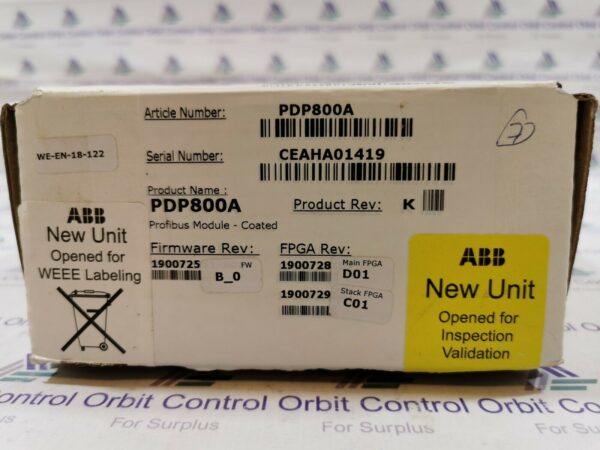 Article Number: PDP800A
7
WE-EN-18-122
Serial Number: CEAHA01419
Product Name :
PDP800A
Product Rev: K
Profibus Module - Coated
ABB
New Unit
Opened for
WEEE Labeling
Firmware Rev:
1900725
FW
B_0
FPGA Rev:
1900728
Main FPGA
D01
1900729
Stack FPGA
C01
ABB
New Unit
Opened for
Inspection
Validation
Control Orbit Control Orbit Control Orbit Control
For Surplus
For Surplus
For Surplus